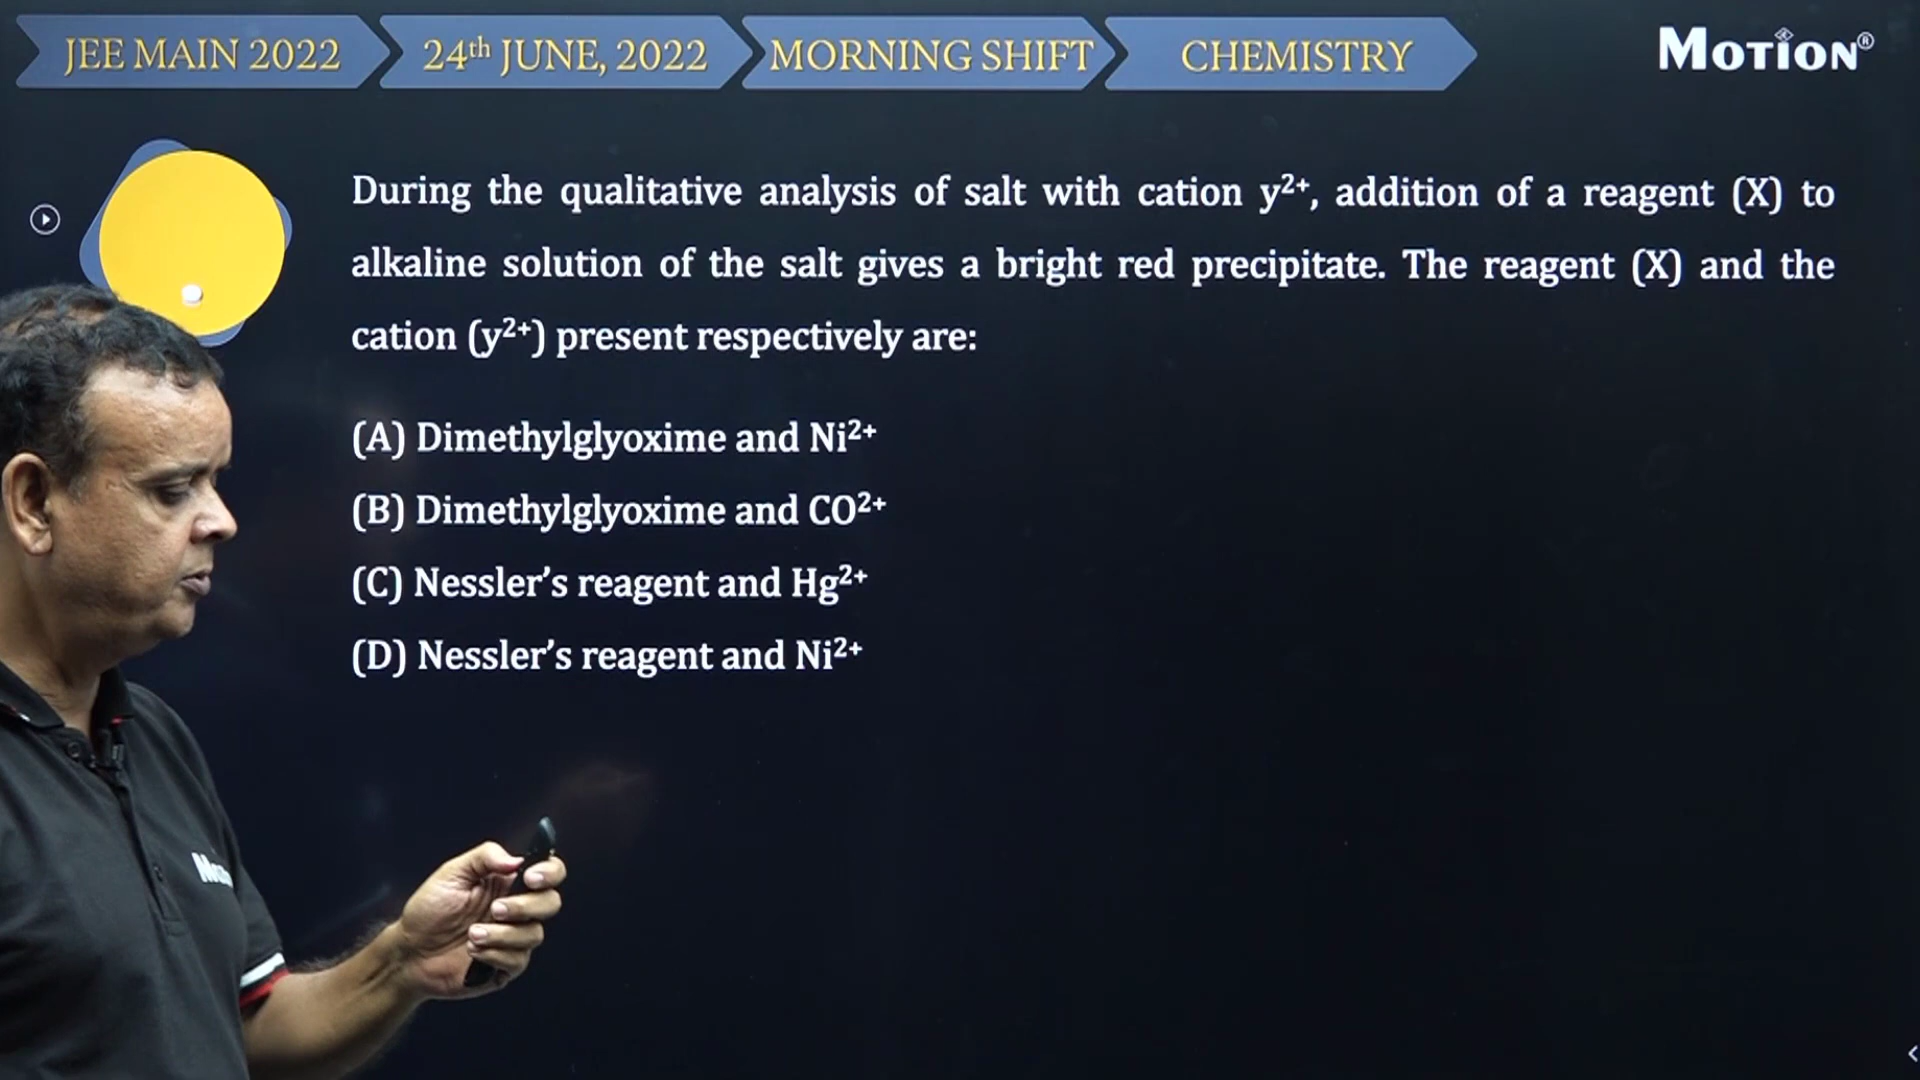 JEE MAIN 2022
24th JUNE, 2022
MORNING SHIFT
CHEMISTRY
MOTION®
During the qualitative analysis of salt with cation y²⁺, addition of a reagent (X) to
alkaline solution of the salt gives a bright red precipitate. The reagent (X) and the
cation (y²⁺) present respectively are:
(A) Dimethylglyoxime and Ni²⁺
(B) Dimethylglyoxime and CO²⁺
(C) Nessler’s reagent and Hg²⁺
(D) Nessler’s reagent and Ni²⁺